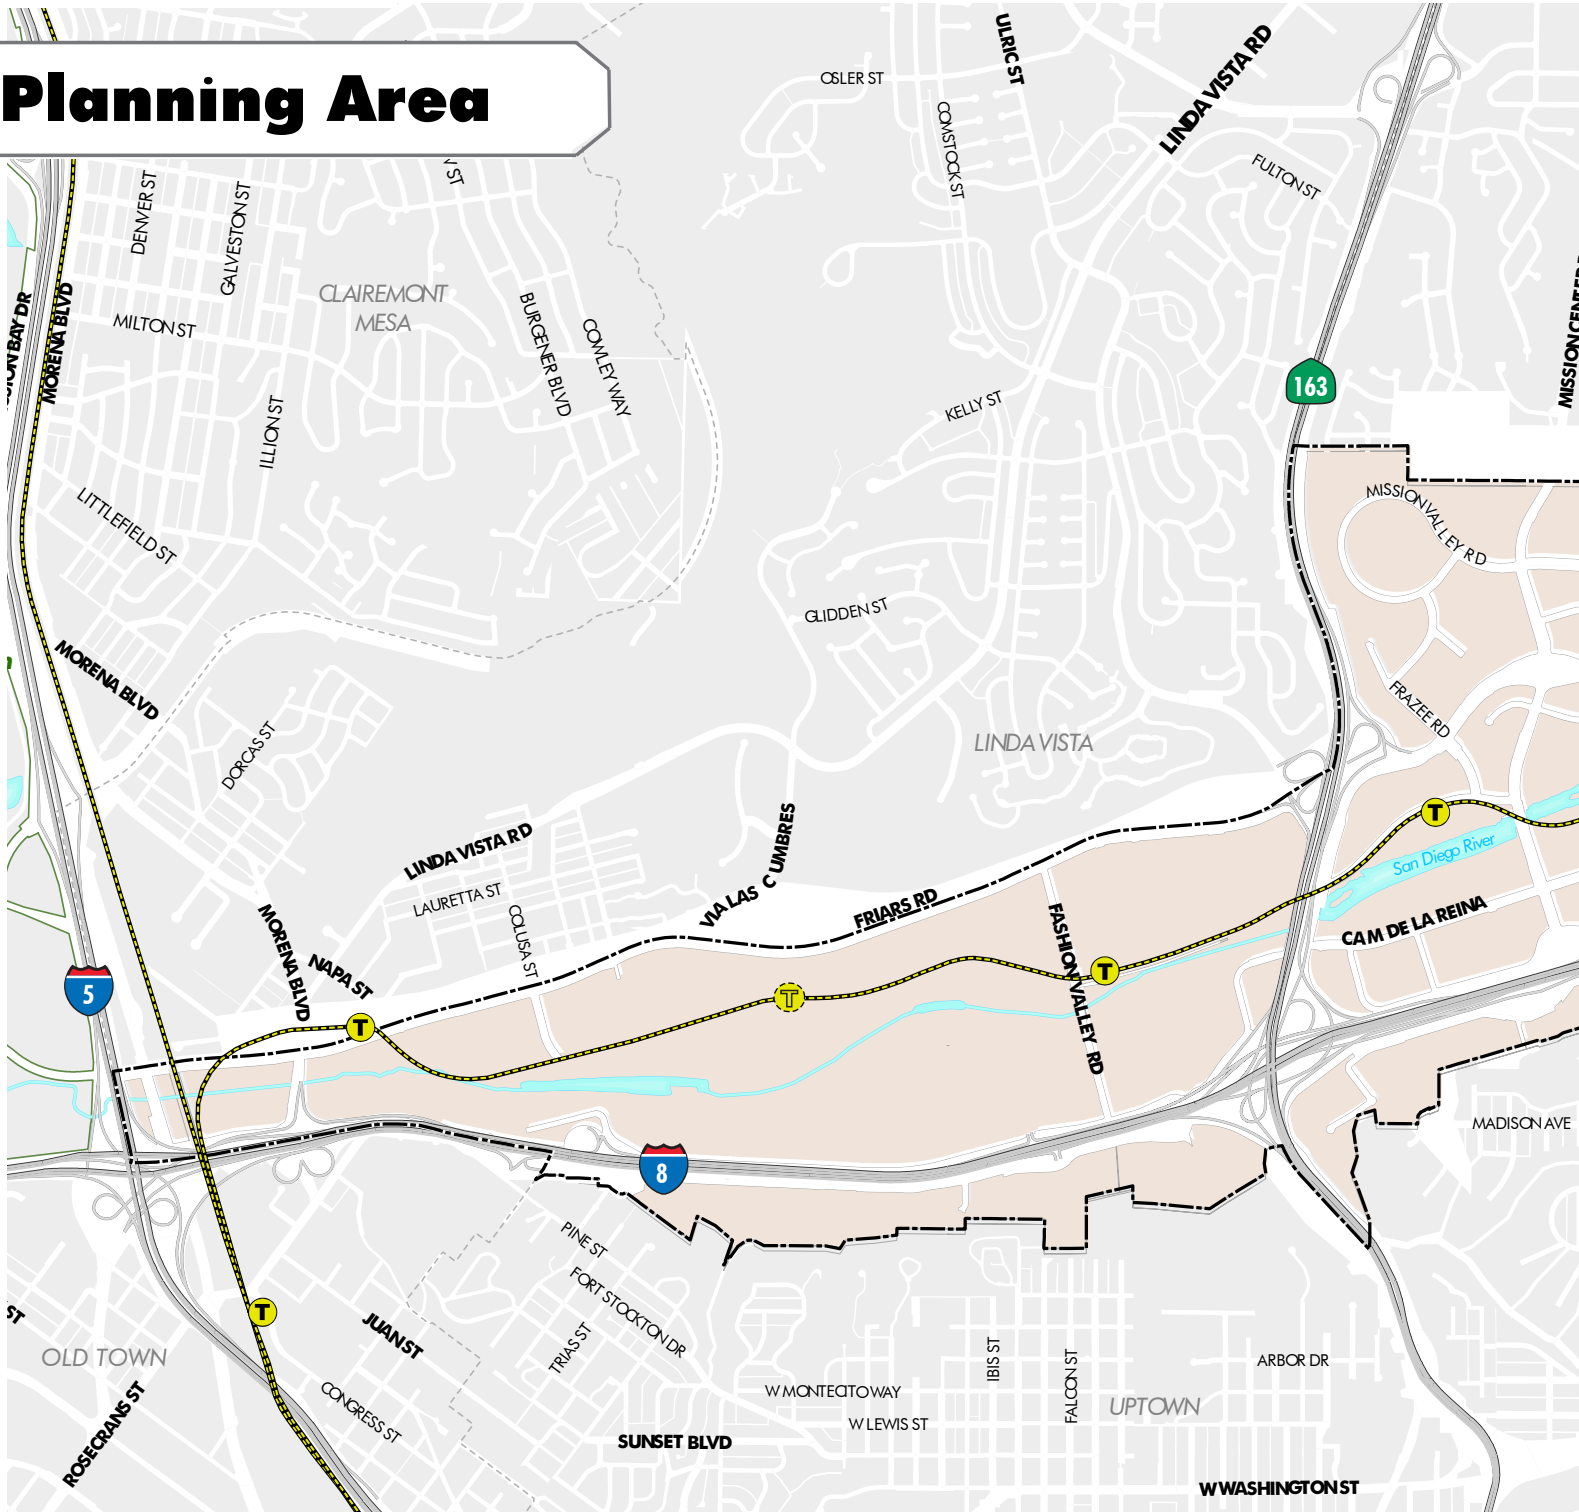 Planning Area
OSLER ST
ULRIC ST
LINDA VISTA RD
COMSTOCK ST
FULTON ST
DENVER ST
GALVESTON ST
ST
CLAIREMONT
MESA
MILTON ST
MORENA BLVD
BAY DR
BURGENER BLVD
COWLEY WAY
ILLION ST
KELLY ST
163
LITTLEFIELD ST
MISSION VALLEY RD
GLIDDEN ST
MORENA BLVD
DORCAS ST
FRAZEE RD
LINDA VISTA
LINDA VISTA RD
LAURETTA ST
COLUSA ST
VIA LAS CUMBRES
FRIARS RD
FASHION VALLEY RD
T
San Diego River
CAM DE LA REINA
MORENA BLVD
NAPA ST
5
T
T
T
8
MADISON AVE
PINE ST
FORT STOCKTON DR
TRIAS ST
T
JUAN ST
ST
OLD TOWN
CONGRESS ST
ROSECRANS ST
IBIS ST
FALCON ST
ARBOR DR
W MONTECITO WAY
UPTOWN
W LEWIS ST
SUNSET BLVD
W WASHINGTON ST